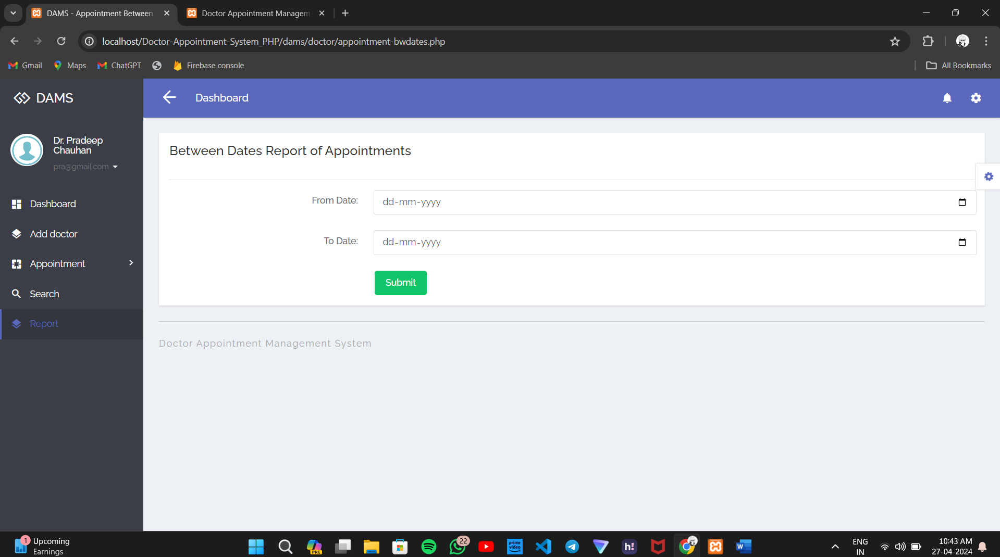 DAMS - Appointment Between
Doctor Appointment Managem
localhost/Doctor-Appointment-System_PHP/dams/doctor/appointment-bwdates.php
Gmail
Maps
ChatGPT
Firebase console
All Bookmarks
DAMS
Dashboard
Dr. Pradeep
Chauhan
pra@gmail.com
Dashboard
Add doctor
Appointment
Search
Report
Between Dates Report of Appointments
From Date:
dd-mm-yyyy
To Date:
dd-mm-yyyy
Submit
Doctor Appointment Management System
1
Upcoming
Earnings
PRE
22
prime
video
h!
W
ENG
IN
10:43 AM
27-04-2024